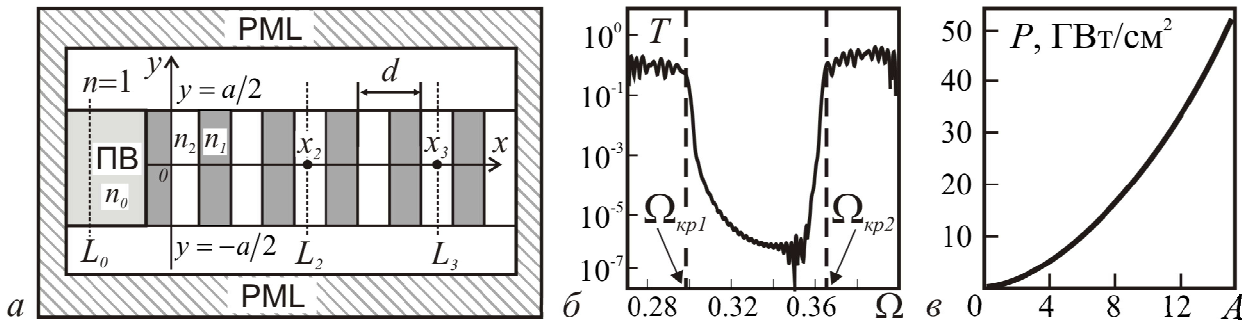 PML
y
n=1
y = a/2
d
n₂
n₁
x₂
x₃
x
ПВ
0
n₀
y = −a/2
L₀
L₂
L₃
PML
а
T
10⁰
10⁻¹
10⁻³
10⁻⁵
10⁻⁷
Ωкр1
Ωкр2
0.28
0.32
0.36
Ω
б
P, ГВт/см²
50
40
30
20
10
0
4
8
12
A
в